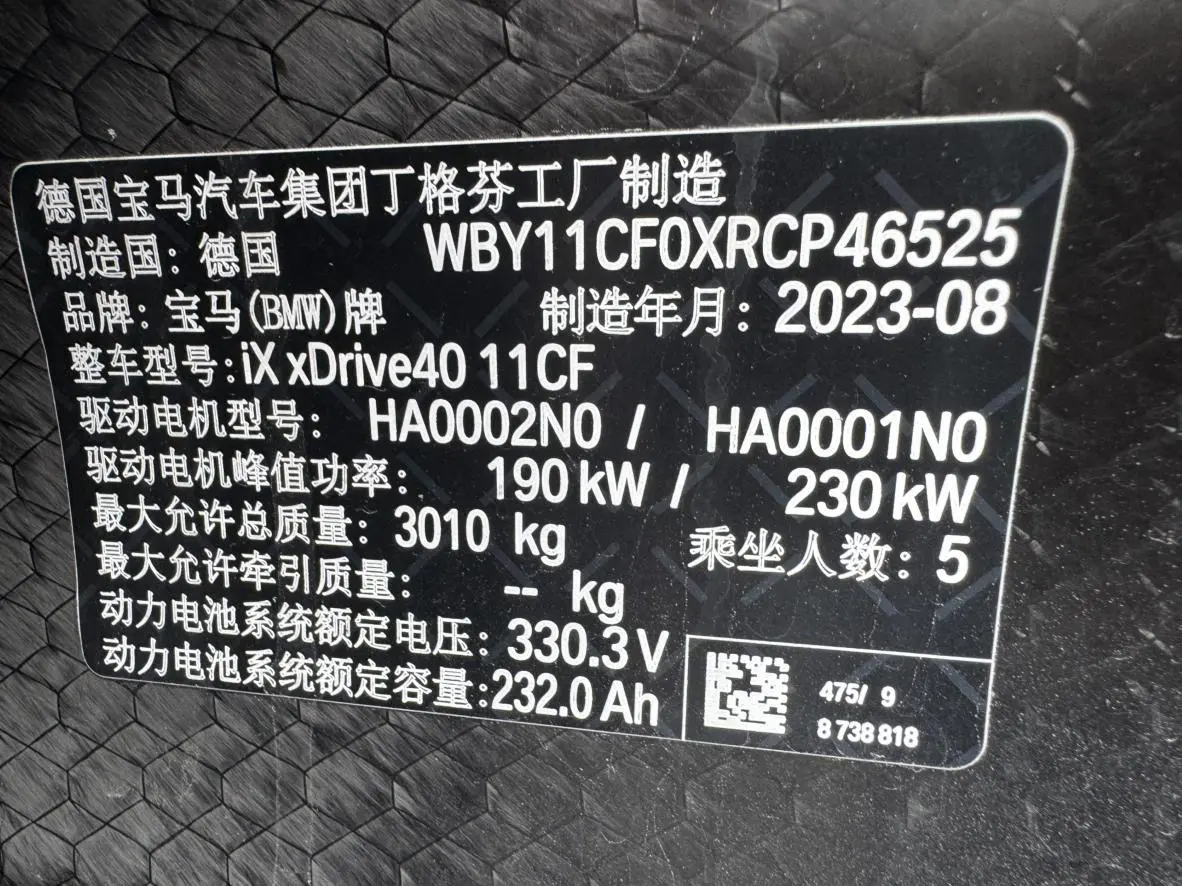 德国宝马汽车集团丁格芬工厂制造
制造国：德国 WBY11CF0XRCP46525
品牌：宝马(BMW)牌 制造年月：2023-08
整车型号:iX xDrive40 11CF
驱动电机型号： HA0002N0 / HA0001N0
驱动电机峰值功率： 190 kW / 230 kW
最大允许总质量：3010 kg 乘坐人数：5
最大允许牵引质量： -- kg
动力电池系统额定电压：330.3 V
动力电池系统额定容量:232.0 Ah
475/ 9
8 738 818